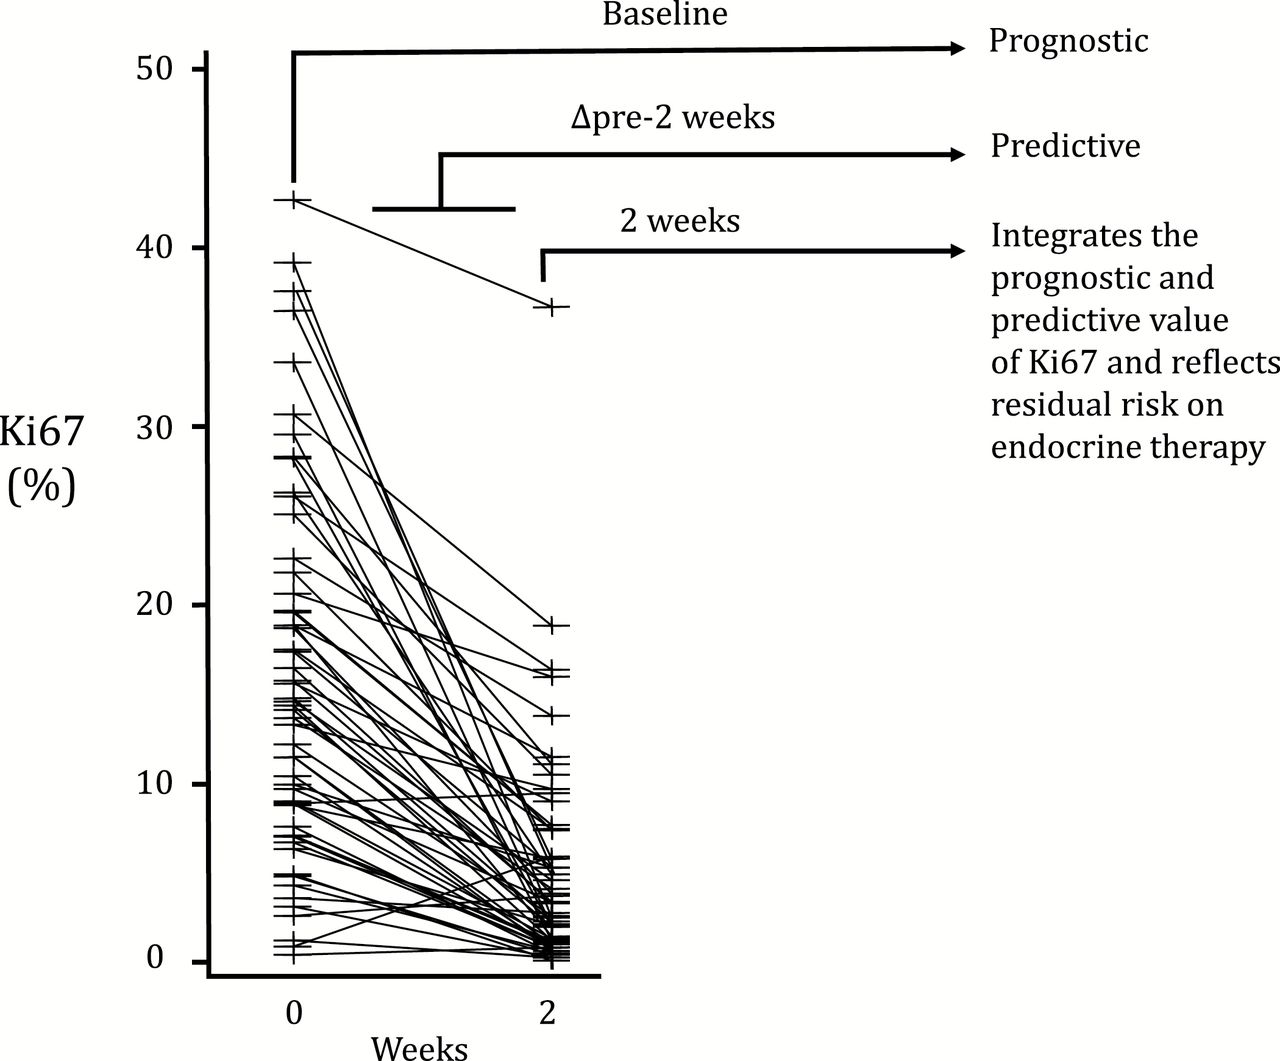 Baseline
Prognostic
50
Δpre-2 weeks
Predictive
2 weeks
40
Integrates the
prognostic and
predictive value
of Ki67 and reflects
residual risk on
endocrine therapy
Ki67
(%)
30
20
10
0
0
2
Weeks